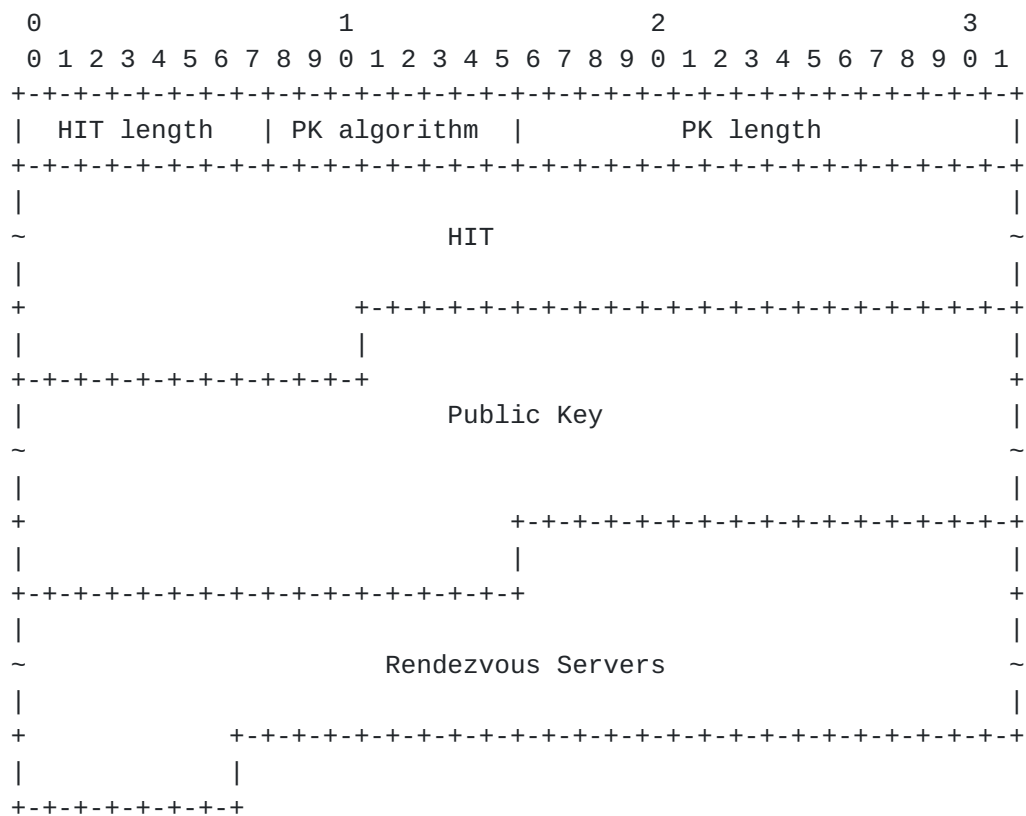 0                   1                   2                   3
 0 1 2 3 4 5 6 7 8 9 0 1 2 3 4 5 6 7 8 9 0 1 2 3 4 5 6 7 8 9 0 1
+-+-+-+-+-+-+-+-+-+-+-+-+-+-+-+-+-+-+-+-+-+-+-+-+-+-+-+-+-+-+-+-+
|  HIT length   | PK algorithm  |          PK length            |
+-+-+-+-+-+-+-+-+-+-+-+-+-+-+-+-+-+-+-+-+-+-+-+-+-+-+-+-+-+-+-+-+
|                                                               |
~                           HIT                                 ~
|                                                               |
+                     +-+-+-+-+-+-+-+-+-+-+-+-+-+-+-+-+-+-+-+-+-+
|                     |                                         |
+-+-+-+-+-+-+-+-+-+-+-+                                         +
|                           Public Key                          |
~                                                               ~
|                                                               |
+                               +-+-+-+-+-+-+-+-+-+-+-+-+-+-+-+-+
|                               |                               |
+-+-+-+-+-+-+-+-+-+-+-+-+-+-+-+-+                               +
|                                                               |
~                       Rendezvous Servers                      ~
|                                                               |
+             +-+-+-+-+-+-+-+-+-+-+-+-+-+-+-+-+-+-+-+-+-+-+-+-+-+
|             |
+-+-+-+-+-+-+-+